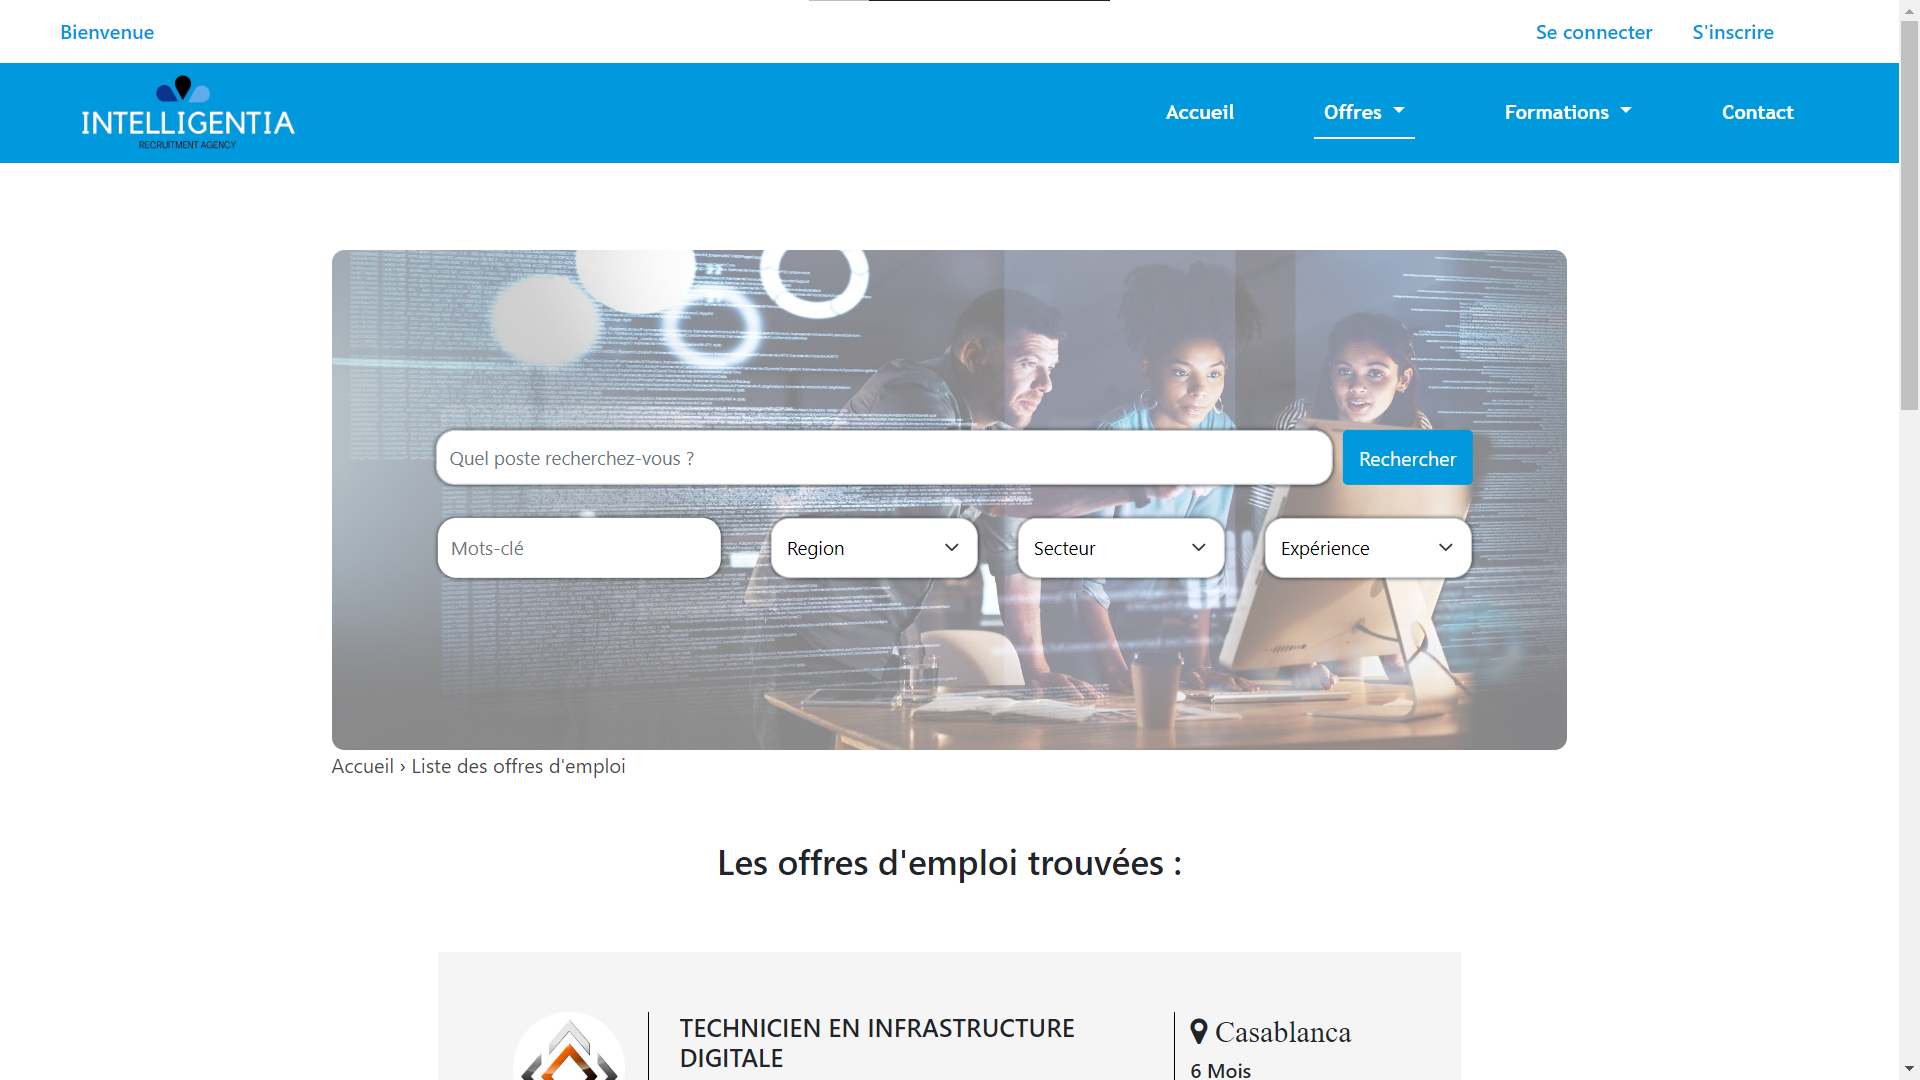 Bienvenue
Se connecter
S'inscrire
INTELLIGENTIA
RECRUITMENT AGENCY
Accueil
Offres
Formations
Contact
Quel poste recherchez-vous ?
Rechercher
Mots-clé
Region
Secteur
Expérience
Accueil › Liste des offres d'emploi
Les offres d'emploi trouvées :
TECHNICIEN EN INFRASTRUCTURE
DIGITALE
Casablanca
6 Mois